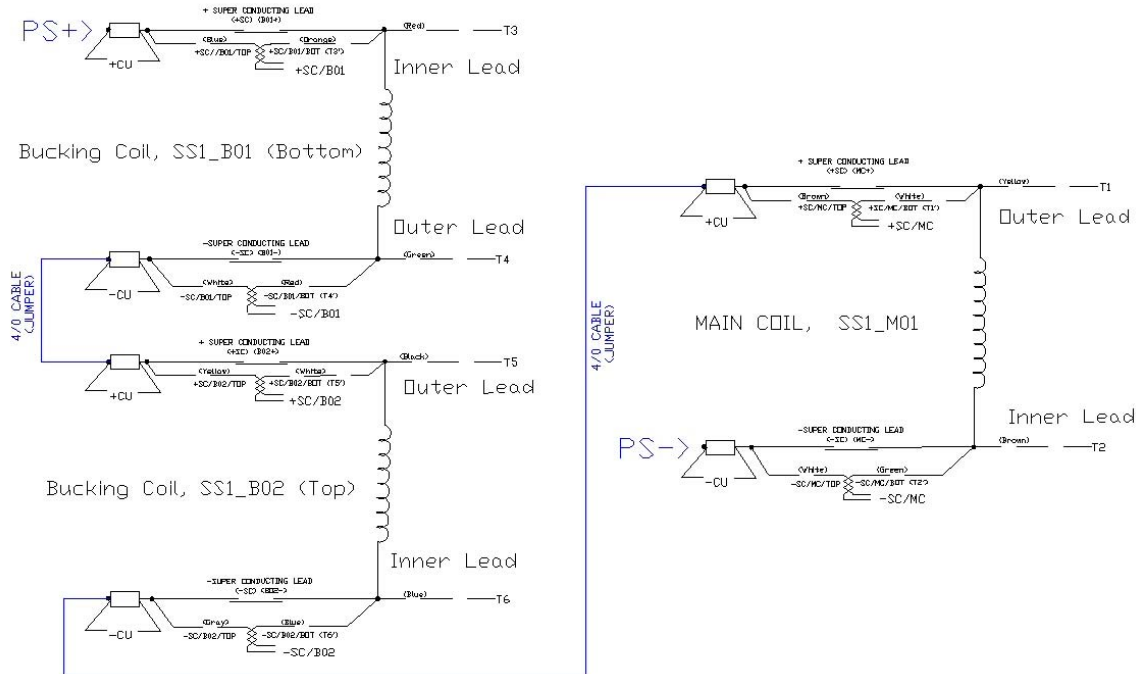 + SUPER CONDUCTING LEAD
(+SC) (B01+)
PS+>
(Red)
T3
(Blue)
(Orange)
+SC//B01/TOP
+SC/B01/BOT (T3')
+CU
+SC/B01
Inner Lead
Bucking Coil, SS1_B01 (Bottom)
Outer Lead
-SUPER CONDUCTING LEAD
(-SC) (B01-)
(Green)
T4
(White)
(Red)
-SC/B01/TOP
-SC/B01/BOT (T4')
-CU
-SC/B01
4/0 CABLE
(JUMPER)
+ SUPER CONDUCTING LEAD
(+SC) (B02+)
(Black)
T5
(Yellow)
(White)
+SC/B02/TOP
+SC/B02/BOT (T5')
+CU
+SC/B02
Outer Lead
Bucking Coil, SS1_B02 (Top)
Inner Lead
-SUPER CONDUCTING LEAD
(-SC) (B02-)
(Blue)
T6
(Gray)
(Blue)
-SC/B02/TOP
-SC/B02/BOT (T6')
-CU
-SC/B02
+ SUPER CONDUCTING LEAD
(+SC) (MC+)
(Yellow)
T1
(Brown)
(White)
+SC/MC/TOP
+SC/MC/BOT (T1')
+CU
+SC/MC
Outer Lead
4/0 CABLE
(JUMPER)
MAIN COIL, SS1_M01
Inner Lead
-SUPER CONDUCTING LEAD
(-SC) (MC-)
PS->
(Brown)
T2
(White)
(Green)
-SC/MC/TOP
-SC/MC/BOT (T2')
-CU
-SC/MC